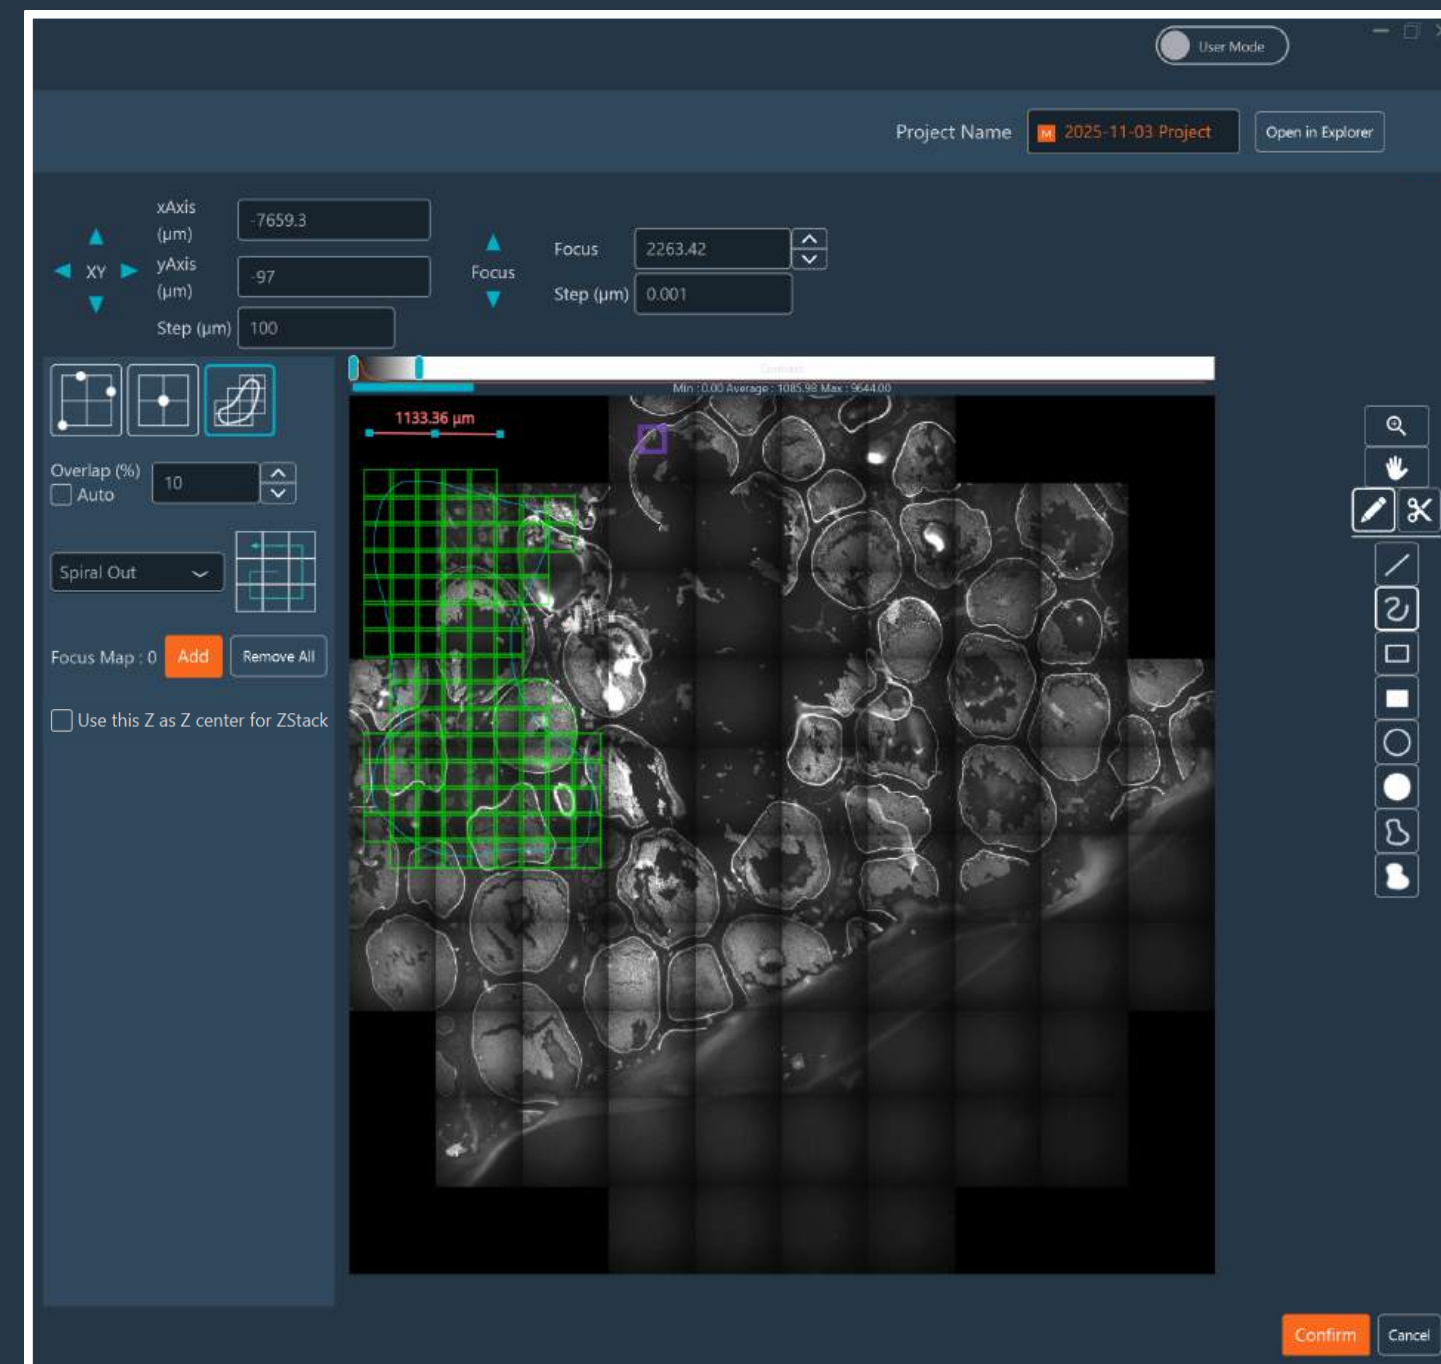 User Mode
Project Name
M 2025-11-03 Project
Open in Explorer
xAxis
(µm)
-7659.3
XY
yAxis
(µm)
-97
Step (µm)
100
Focus
Focus
2263.42
Step (µm)
0.001
Contrast
Min : 0.00 Average : 1085.98 Max : 9644.00
1133.36 µm
Overlap (%)
Auto
10
Spiral Out
Focus Map : 0
Add
Remove All
Use this Z as Z center for ZStack
Confirm
Cancel